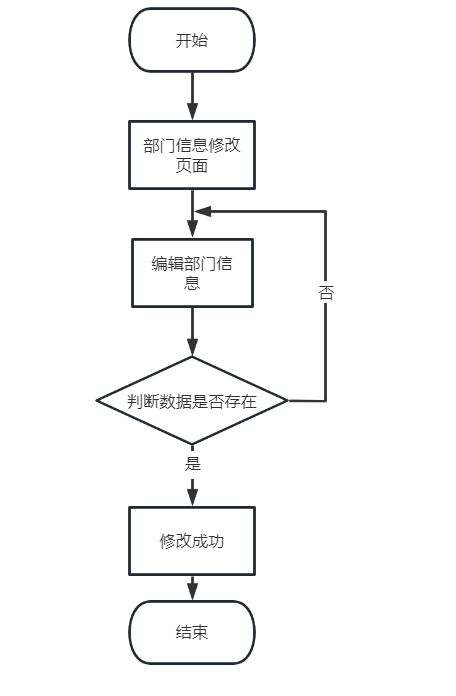 开始
部门信息修改
页面
编辑部门信
息
否
判断数据是否存在
是
修改成功
结束